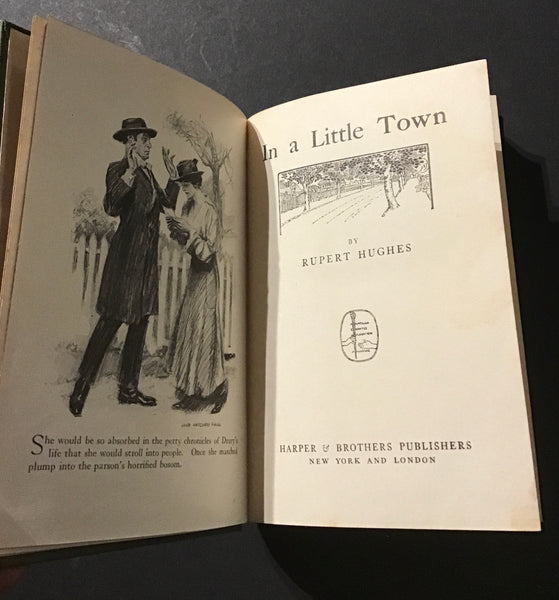 She would be so absorbed in the petty chronicles of Deary's
life that she would stroll into people. Once she marched
plump into the parson's horrified bosom.
In a Little Town
BY
RUPERT HUGHES
HARPER & BROTHERS PUBLISHERS
NEW YORK AND LONDON